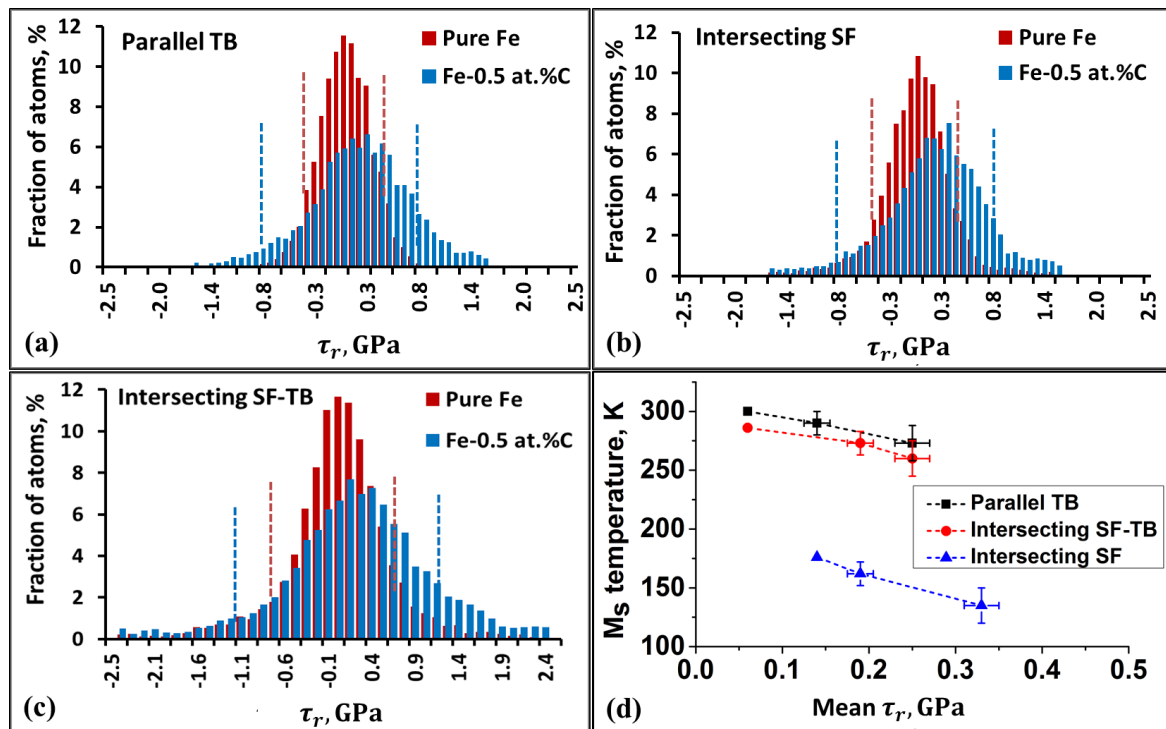 Parallel TB
Pure Fe
Fe-0.5 at.%C
Fraction of atoms, %
12
10
8
6
4
2
0
-2.5
-2.0
-1.4
-0.8
-0.3
0.3
0.8
1.4
2.0
2.5
(a)
τr, GPa
Intersecting SF
Pure Fe
Fe-0.5 at.%C
Fraction of atoms, %
12
10
8
6
4
2
0
-2.5
-2.0
-1.4
-0.8
-0.3
0.3
0.8
1.4
2.0
2.5
(b)
τr, GPa
Intersecting SF-TB
Pure Fe
Fe-0.5 at.%C
Fraction of atoms, %
12
10
8
6
4
2
0
-2.5
-2.1
-1.6
-1.1
-0.6
-0.1
0.4
0.9
1.4
1.9
2.4
(c)
τr, GPa
Ms temperature, K
300
250
200
150
100
Parallel TB
Intersecting SF-TB
Intersecting SF
0.0
0.1
0.2
0.3
0.4
0.5
(d)
Mean τr, GPa